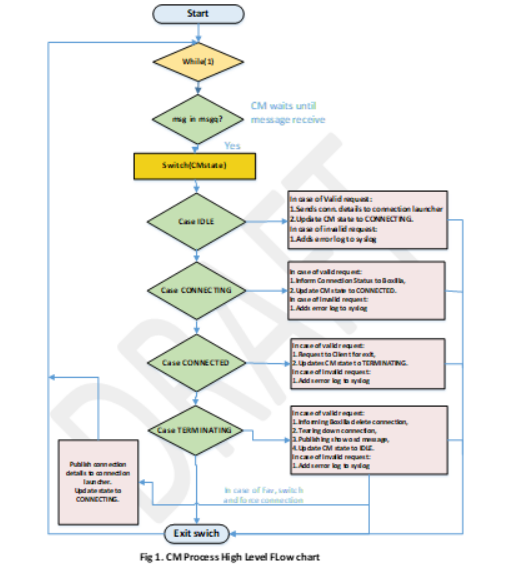 Start
While(1)
msg in msgq?
CM waits until
message receive
Yes
Switch(CMstate)
Case IDLE
In case of Valid request:
1.Sends conn. details to connection launcher
2.Update CM state to CONNECTING.
In case of invalid request:
1.Adds error log to syslog
Case CONNECTING
In case of valid request:
1.Inform Connection Status to Boxilla,
2.Update CM state to CONNECTED.
In case of Invalid request:
1.Adds error log to syslog
Case CONNECTED
In case of valid request:
1.Request to Client for exit,
2.Updates CM state to TERMINATING.
In case of Invalid request:
1.Adds error log to syslog
Case TERMINATING
In case of valid request:
1.Informing Boxilla delete connection,
2.Tearing down connection,
3.Publishing show osd message,
4.Update CM state to IDLE.
In case of Invalid request:
1.Adds error log to syslog
Publish connection
details to connection
launcher.
Update state to
CONNECTING.
In case of Fav, switch
and force connection
Exit swich
Fig 1. CM Process High Level FLow chart
DRAFT